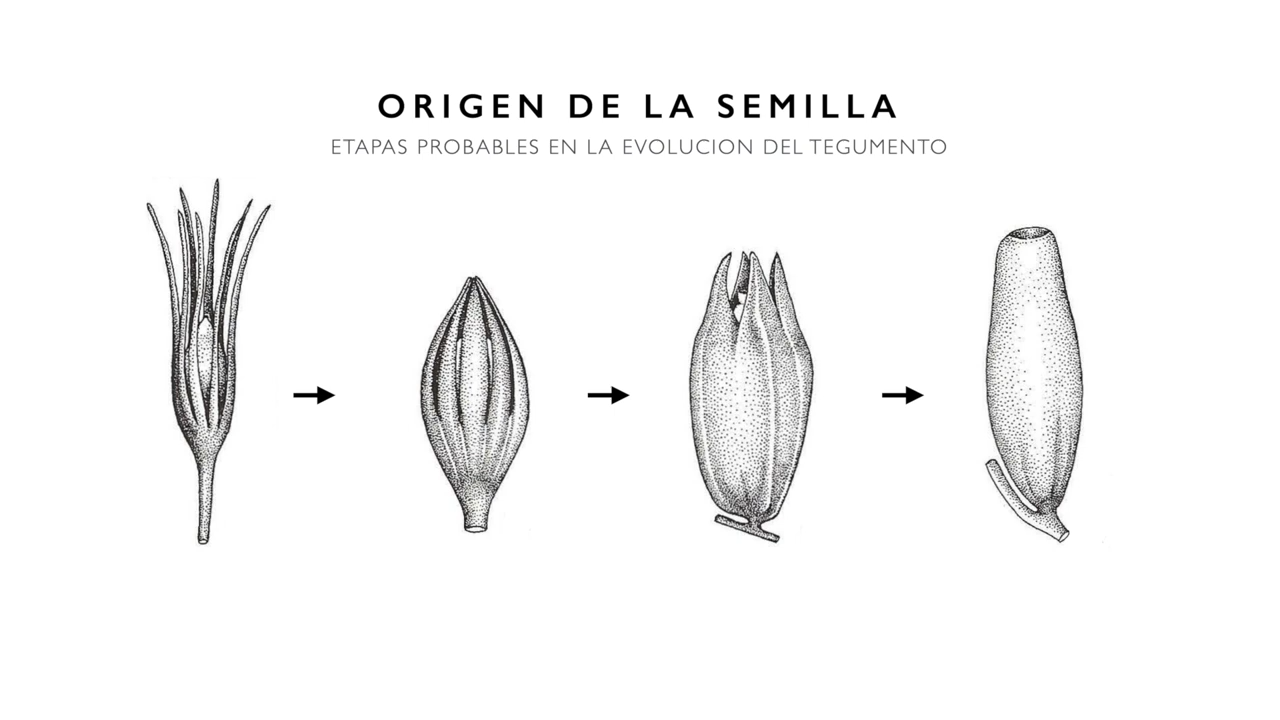 ORIGEN DE LA SEMILLA
ETAPAS PROBABLES EN LA EVOLUCION DEL TEGUMENTO